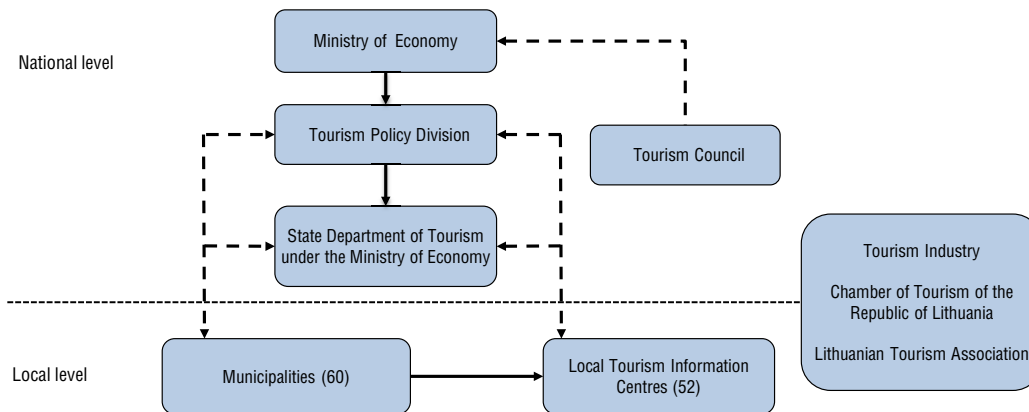 Ministry of Economy
National level
Tourism Policy Division
Tourism Council
State Department of Tourism
under the Ministry of Economy
Tourism Industry
Chamber of Tourism of the
Republic of Lithuania
Lithuanian Tourism Association
Local level
Municipalities (60)
Local Tourism Information
Centres (52)